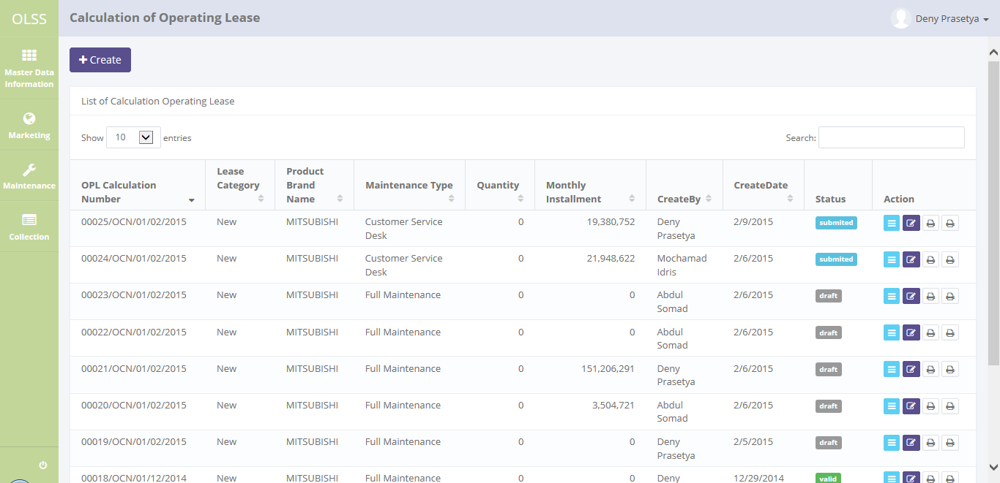 OLSS
Calculation of Operating Lease
Deny Prasetya
Master Data
Information
Marketing
Maintenance
Collection
Create
List of Calculation Operating Lease
Show 10 entries
Search:
OPL Calculation Number Lease Category Product Brand Name Maintenance Type Quantity Monthly Installment CreateBy CreateDate Status Action
00025/OCN/01/02/2015 New MITSUBISHI Customer Service Desk 0 19,380,752 Deny Prasetya 2/9/2015 submited
00024/OCN/01/02/2015 New MITSUBISHI Customer Service Desk 0 21,948,622 Mochamad Idris 2/6/2015 submited
00023/OCN/01/02/2015 New MITSUBISHI Full Maintenance 0 0 Abdul Somad 2/6/2015 draft
00022/OCN/01/02/2015 New MITSUBISHI Full Maintenance 0 0 Abdul Somad 2/6/2015 draft
00021/OCN/01/02/2015 New MITSUBISHI Full Maintenance 0 151,206,291 Deny Prasetya 2/6/2015 draft
00020/OCN/01/02/2015 New MITSUBISHI Full Maintenance 0 3,504,721 Abdul Somad 2/6/2015 draft
00019/OCN/01/02/2015 New MITSUBISHI Full Maintenance 0 0 Deny Prasetya 2/5/2015 draft
00018/OCN/01/12/2014 New MITSUBISHI Full Maintenance 0 0 Deny 12/29/2014 valid